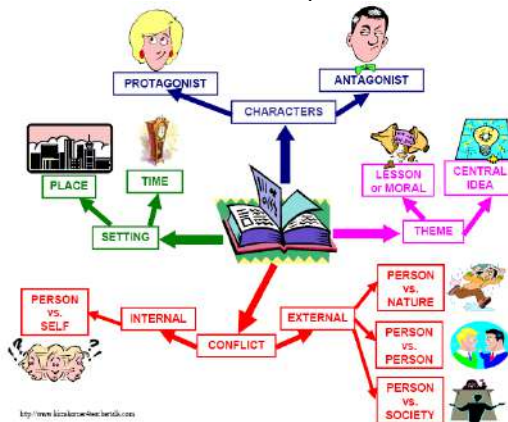 PROTAGONIST
ANTAGONIST
CHARACTERS
PLACE
TIME
SETTING
LESSON
or MORAL
CENTRAL
IDEA
THEME
PERSON
vs.
SELF
INTERNAL
CONFLICT
EXTERNAL
PERSON
vs.
NATURE
PERSON
vs.
PERSON
PERSON
vs.
SOCIETY